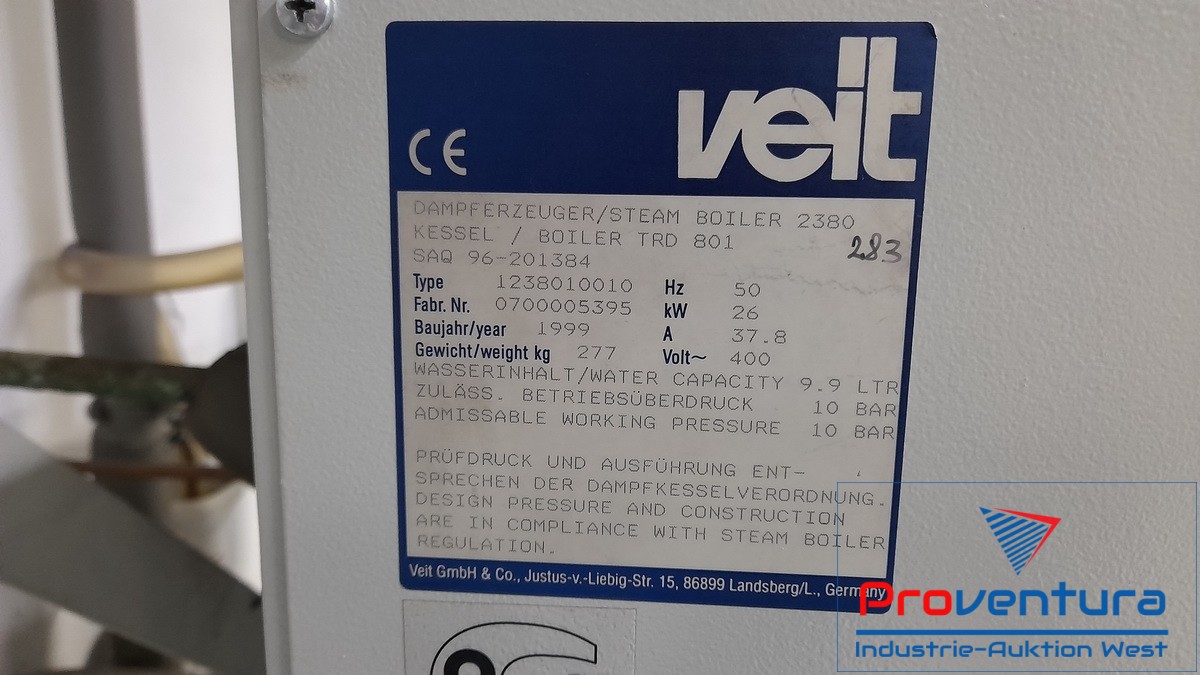 veit
CE
DAMPFERZEUGER/STEAM BOILER 2380
KESSEL / BOILER TRD 801
283
SAQ 96-201384
Type 1238010010 Hz 50
Fabr. Nr. 0700005395 kW 26
Baujahr/year 1999 A 37.8
Gewicht/weight kg 277 Volt~ 400
WASSERINHALT/WATER CAPACITY 9.9 LTR
ZULÄSS. BETRIEBSÜBERDRUCK 10 BAR
ADMISSABLE WORKING PRESSURE 10 BAR
PRÜFDRUCK UND AUSFÜHRUNG ENT-
SPRECHEN DER DAMPFKESSELVERORDNUNG.
DESIGN PRESSURE AND CONSTRUCTION
ARE IN COMPLIANCE WITH STEAM BOILER
REGULATION.
Veit GmbH & Co., Justus-v.-Liebig-Str. 15, 86899 Landsberg/L., Germany
Proventura
Industrie-Auktion West